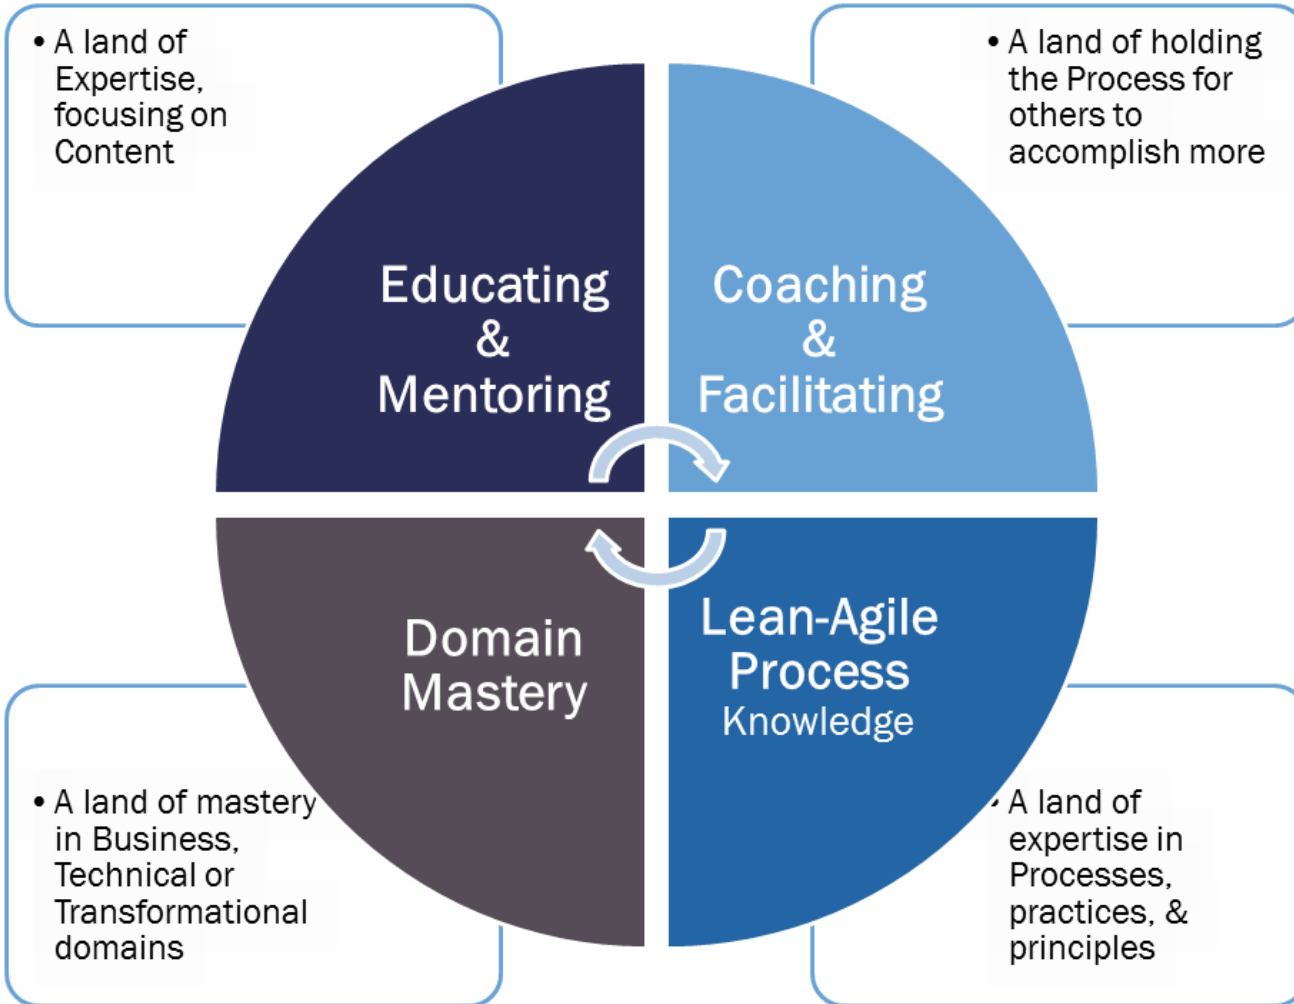 • A land of
Expertise,
focusing on
Content
• A land of holding
the Process for
others to
accomplish more
Educating
&
Mentoring
Coaching
&
Facilitating
Domain
Mastery
Lean-Agile
Process
Knowledge
• A land of mastery
in Business,
Technical or
Transformational
domains
• A land of
expertise in
Processes,
practices, &
principles